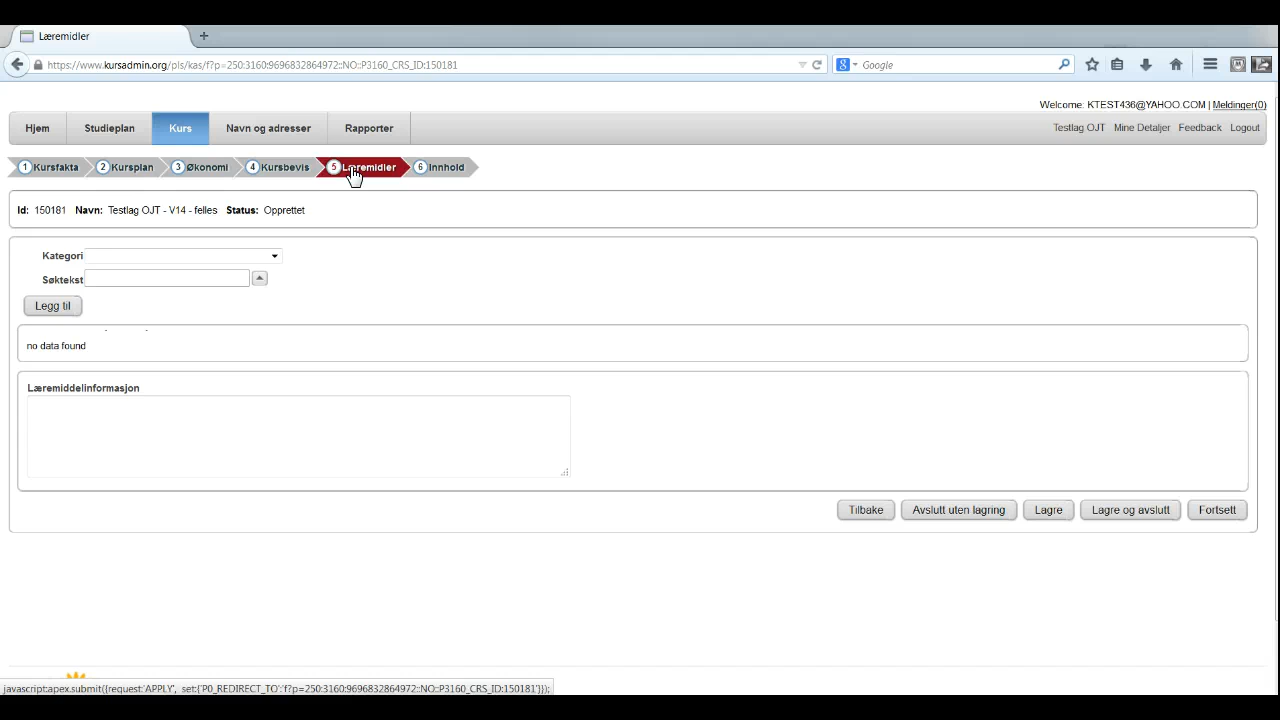 Læremidler
https://www.kursadmin.org/pls/kas/f?p=250:3160:9696832864972::NO::P3160_CRS_ID:150181
Google
Welcome: KTEST436@YAHOO.COM | Meldinger(0)
Hjem Studieplan Kurs Navn og adresser Rapporter
Testlag OJT Mine Detaljer Feedback Logout
1 Kursfakta 2 Kursplan 3 Økonomi 4 Kursbevis 5 Læremidler 6 Innhold
Id: 150181 Navn: Testlag OJT - V14 - felles Status: Opprettet
Kategori
Søktekst
Legg til
no data found
Læremiddelinformasjon
Tilbake Avslutt uten lagring Lagre Lagre og avslutt Fortsett
javascript:apex.submit({request:'APPLY', set:{'P0_REDIRECT_TO':'f?p=250:3160:9696832864972::NO::P3160_CRS_ID:150181'}});